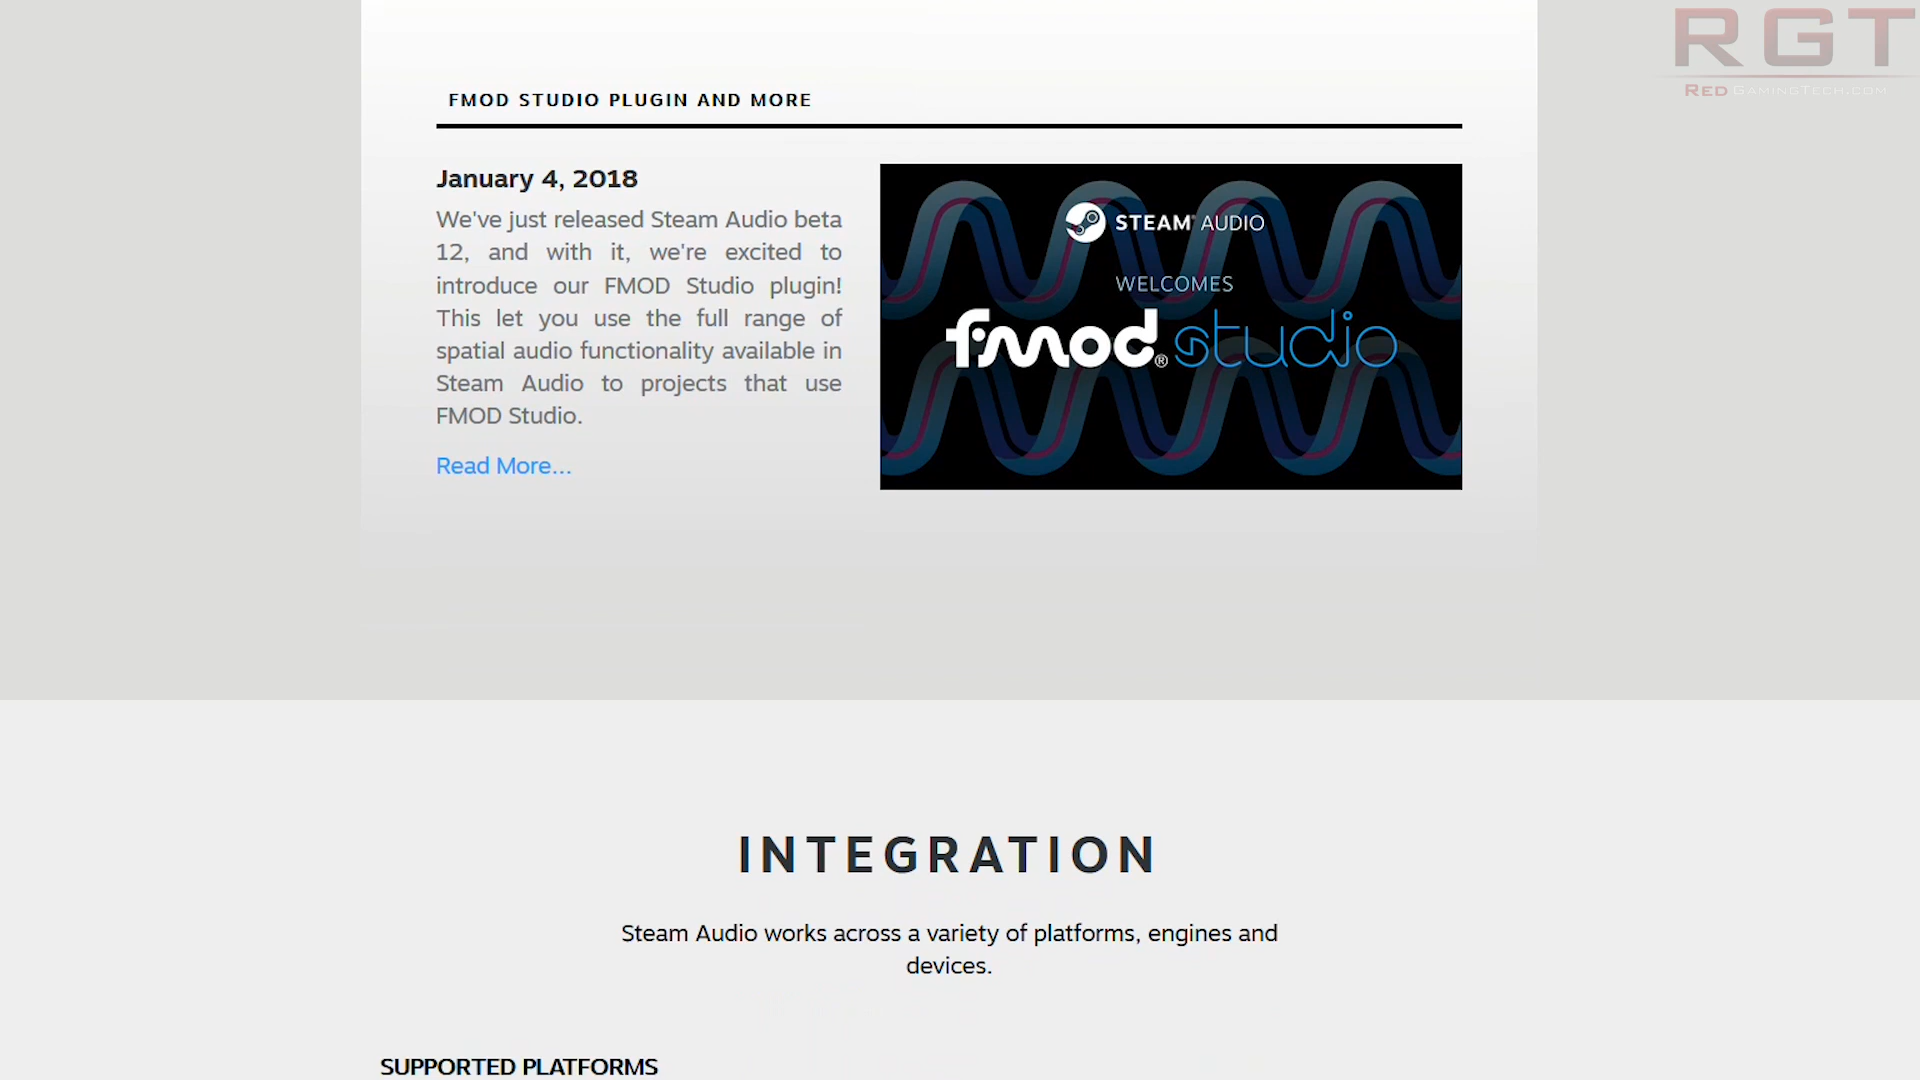 RGT
RED GAMINGTECH.COM
FMOD STUDIO PLUGIN AND MORE
January 4, 2018
We've just released Steam Audio beta
12, and with it, we're excited to
introduce our FMOD Studio plugin!
This let you use the full range of
spatial audio functionality available in
Steam Audio to projects that use
FMOD Studio.
Read More...
STEAM® AUDIO
WELCOMES
fmod® studio
INTEGRATION
Steam Audio works across a variety of platforms, engines and
devices.
SUPPORTED PLATFORMS